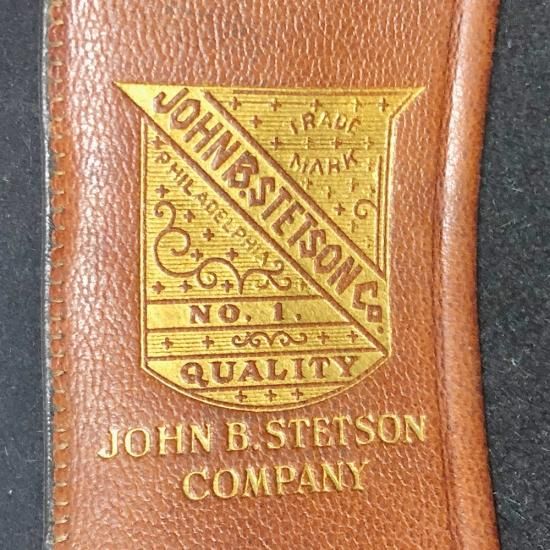 TRADE
MARK
JOHN B. STETSON Co.
PHILADELPHIA
NO. 1.
QUALITY
JOHN B. STETSON
COMPANY